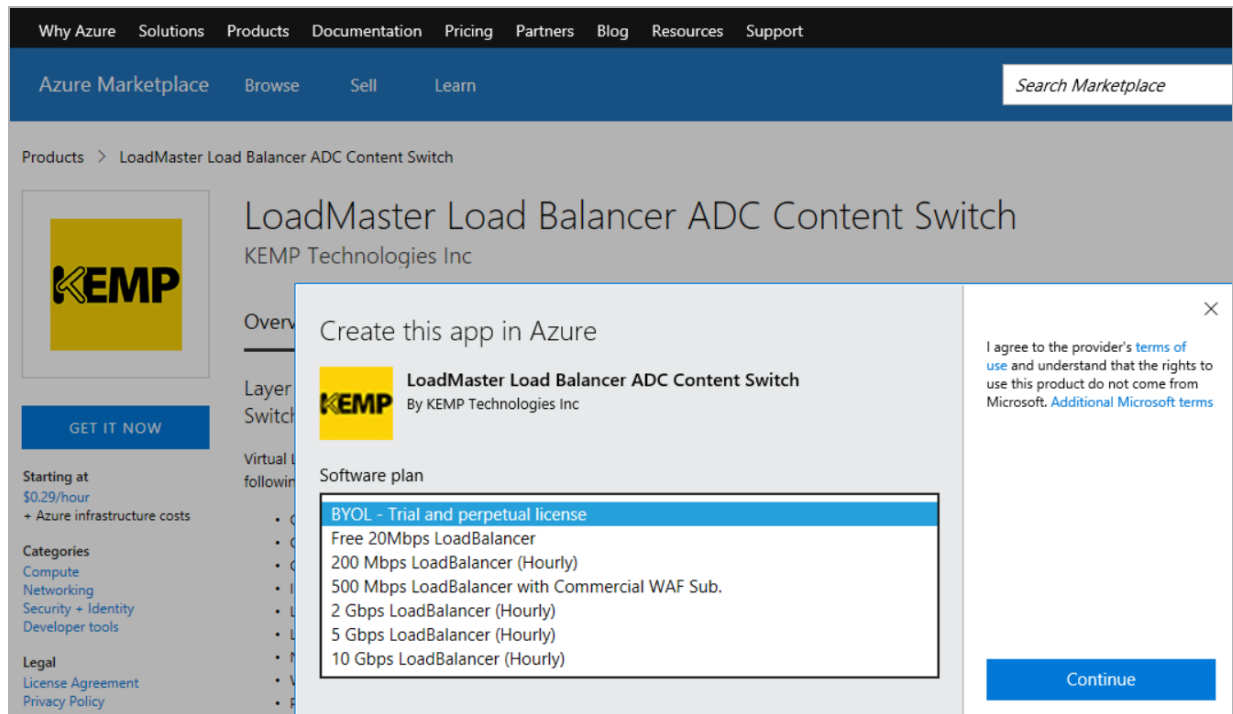 Why Azure Solutions Products Documentation Pricing Partners Blog Resources Support
Azure Marketplace Browse Sell Learn
Search Marketplace
Products > LoadMaster Load Balancer ADC Content Switch
KEMP
LoadMaster Load Balancer ADC Content Switch
KEMP Technologies Inc
GET IT NOW
Starting at
$0.29/hour
+ Azure infrastructure costs
Categories
Compute
Networking
Security + Identity
Developer tools
Legal
License Agreement
Privacy Policy
Layer
Virtual
Create this app in Azure
KEMP
LoadMaster Load Balancer ADC Content Switch
By KEMP Technologies Inc
Software plan
BYOL - Trial and perpetual license
Free 20Mbps LoadBalancer
200 Mbps LoadBalancer (Hourly)
500 Mbps LoadBalancer with Commercial WAF Sub.
2 Gbps LoadBalancer (Hourly)
5 Gbps LoadBalancer (Hourly)
10 Gbps LoadBalancer (Hourly)
I agree to the provider's terms of
use and understand that the rights to
use this product do not come from
Microsoft. Additional Microsoft terms
Continue